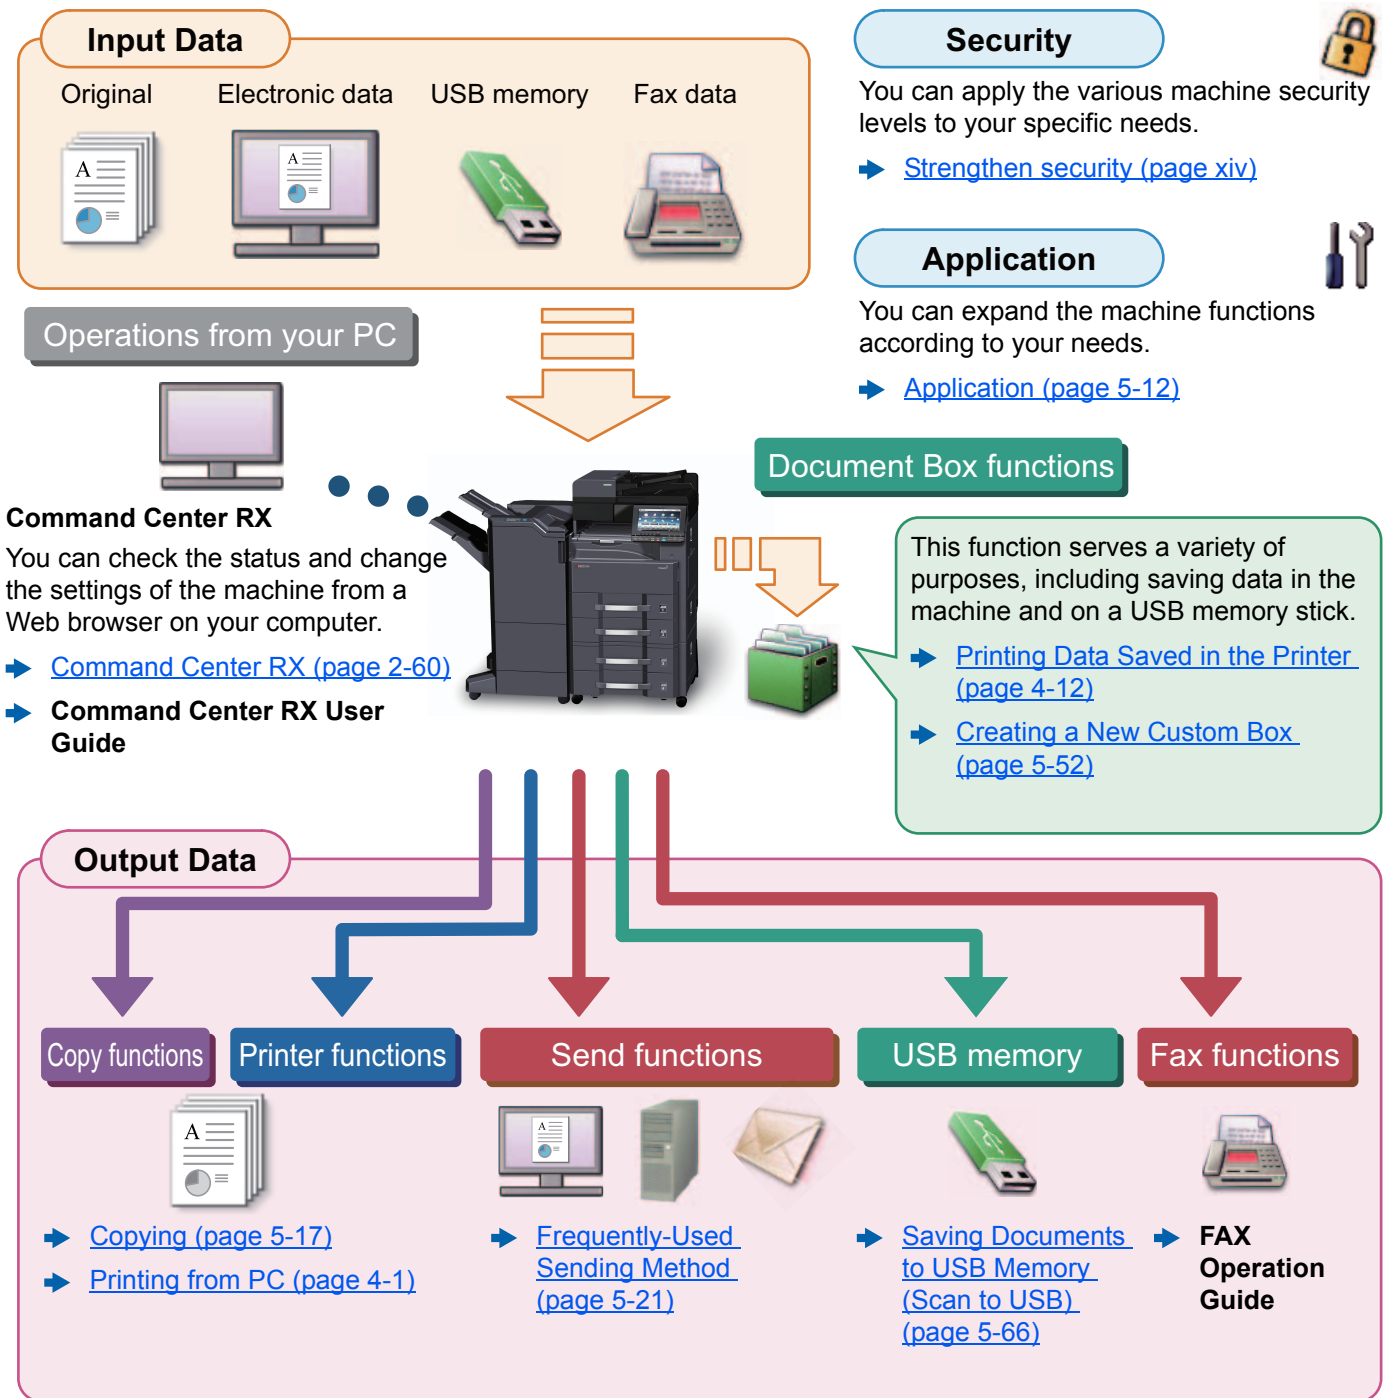 Input Data
Original
Electronic data
USB memory
Fax data
Security
You can apply the various machine security
levels to your specific needs.
Strengthen security (page xiv)
Application
You can expand the machine functions
according to your needs.
Application (page 5-12)
Operations from your PC
Command Center RX
You can check the status and change
the settings of the machine from a
Web browser on your computer.
Command Center RX (page 2-60)
Command Center RX User
Guide
Document Box functions
This function serves a variety of
purposes, including saving data in the
machine and on a USB memory stick.
Printing Data Saved in the Printer
(page 4-12)
Creating a New Custom Box
(page 5-52)
Output Data
Copy functions
Printer functions
Send functions
USB memory
Fax functions
A
A
A
A
Copying (page 5-17)
Printing from PC (page 4-1)
Frequently-Used
Sending Method
(page 5-21)
Saving Documents
to USB Memory
(Scan to USB)
(page 5-66)
FAX
Operation
Guide